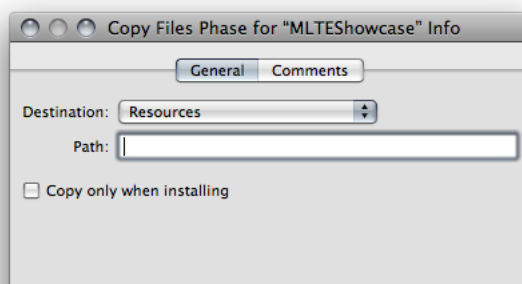 Copy Files Phase for “MLTEShowcase” Info
General Comments
Destination: Resources
Path:
Copy only when installing